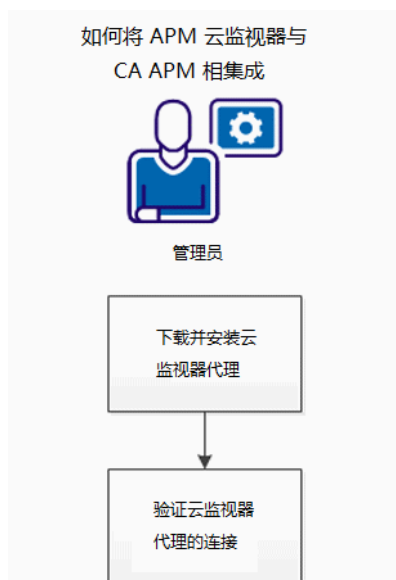 如何将 APM 云监视器与
CA APM 相集成
管理员
下载并安装云
监视器代理
验证云监视器
代理的连接